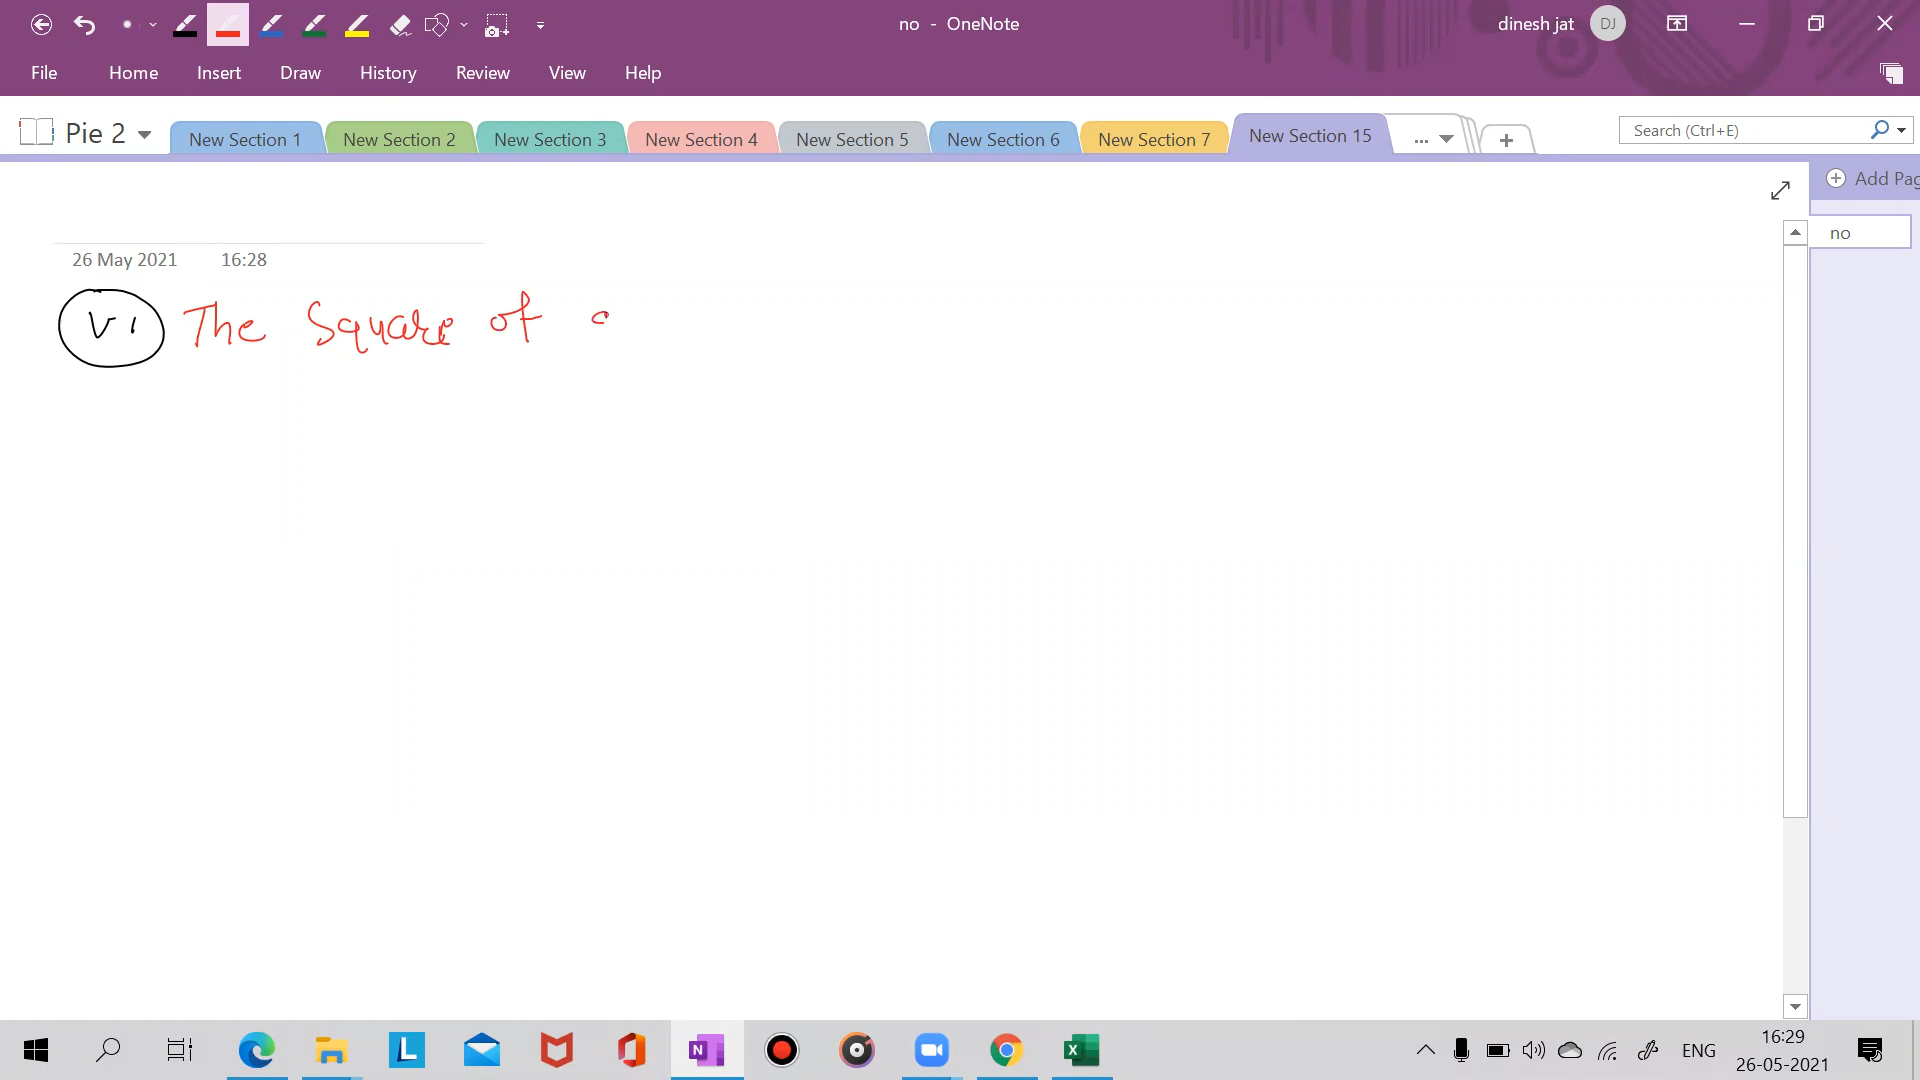 no - OneNote
dinesh jat
DJ
File Home Insert Draw History Review View Help
Pie 2
New Section 1
New Section 2
New Section 3
New Section 4
New Section 5
New Section 6
New Section 7
New Section 15
...
Search (Ctrl+E)
Add Pag
no
26 May 2021 16:28
VI The Square of
ENG
16:29
26-05-2021